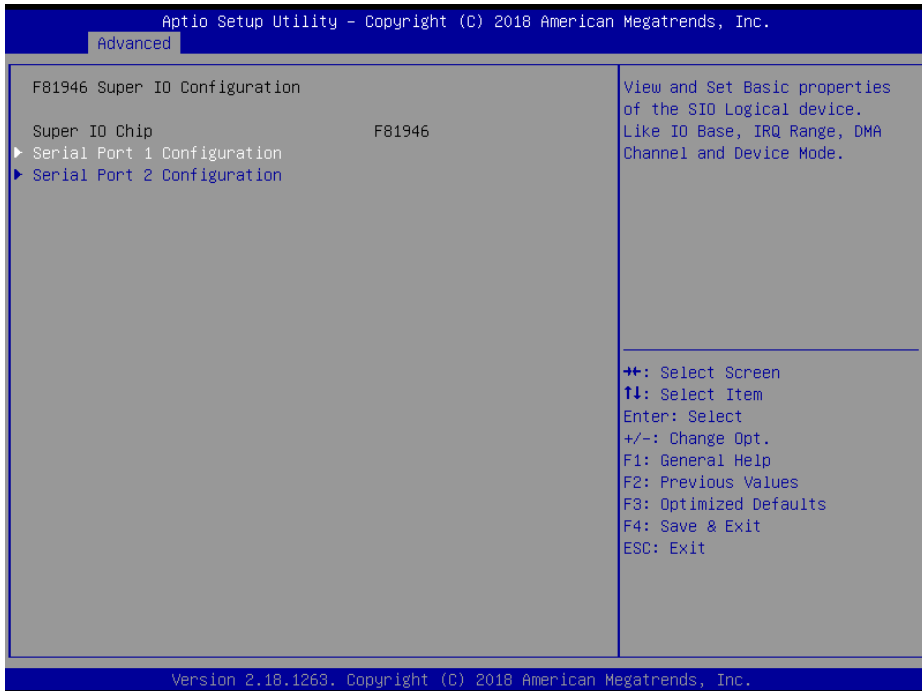 Aptio Setup Utility – Copyright (C) 2018 American Megatrends, Inc.
Advanced
F81946 Super IO Configuration
Super IO Chip F81946
▶ Serial Port 1 Configuration
▶ Serial Port 2 Configuration
View and Set Basic properties
of the SIO Logical device.
Like IO Base, IRQ Range, DMA
Channel and Device Mode.
→←: Select Screen
↑↓: Select Item
Enter: Select
+/-: Change Opt.
F1: General Help
F2: Previous Values
F3: Optimized Defaults
F4: Save & Exit
ESC: Exit
Version 2.18.1263. Copyright (C) 2018 American Megatrends, Inc.